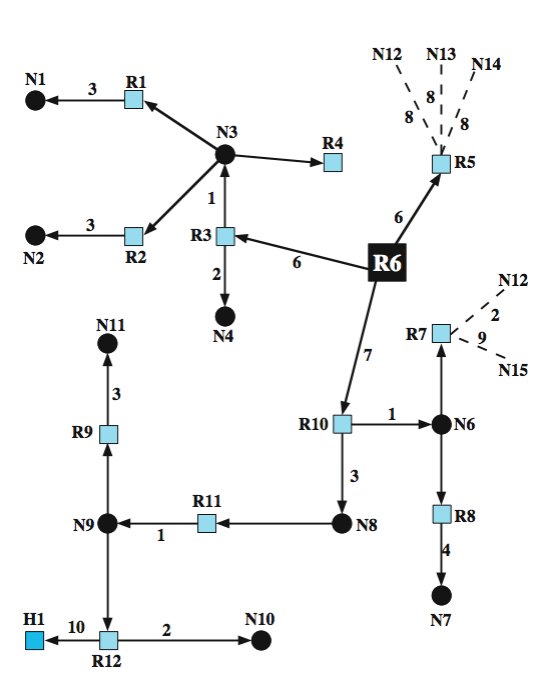 N12 N13 N14
N1 3 R1
8 8 8
N3 R4 R5
1 6
N2 3 R2 R3 6 R6
2 N12
N11 N4 R7 2
7 9
N15
3 R10 1 N6
R9
3
R11 R8
N9 1 N8
4
H1 10 2 N10 N7
R12